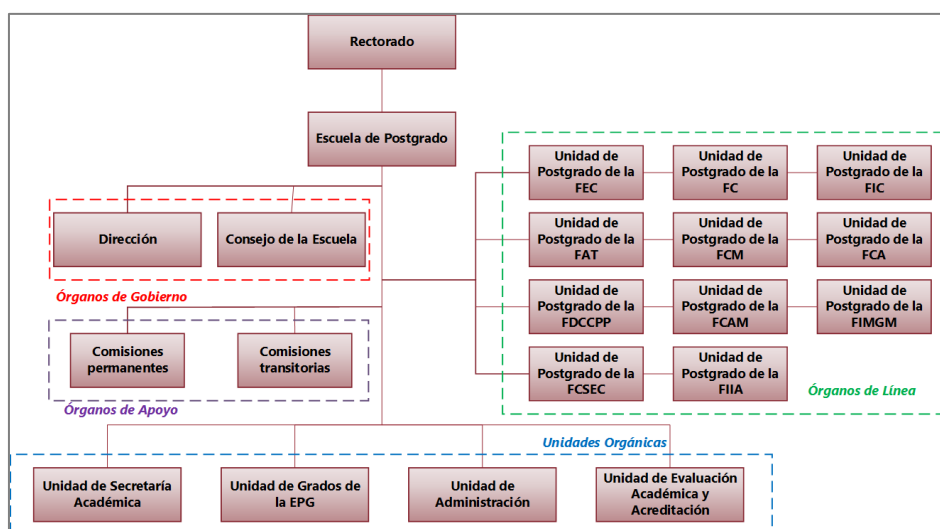 Rectorado
Escuela de Postgrado
Dirección
Consejo de la Escuela
Órganos de Gobierno
Comisiones
permanentes
Comisiones
transitorias
Órganos de Apoyo
Unidad de
Postgrado de la
FEC
Unidad de
Postgrado de la
FC
Unidad de
Postgrado de la
FIC
Unidad de
Postgrado de la
FAT
Unidad de
Postgrado de la
FCM
Unidad de
Postgrado de la
FCA
Unidad de
Postgrado de la
FDCCPP
Unidad de
Postgrado de la
FCAM
Unidad de
Postgrado de la
FIMGM
Unidad de
Postgrado de la
FCSEC
Unidad de
Postgrado de la
FIIA
Órganos de Línea
Unidades Orgánicas
Unidad de Secretaría
Académica
Unidad de Grados de
la EPG
Unidad de
Administración
Unidad de Evaluación
Académica y
Acreditación